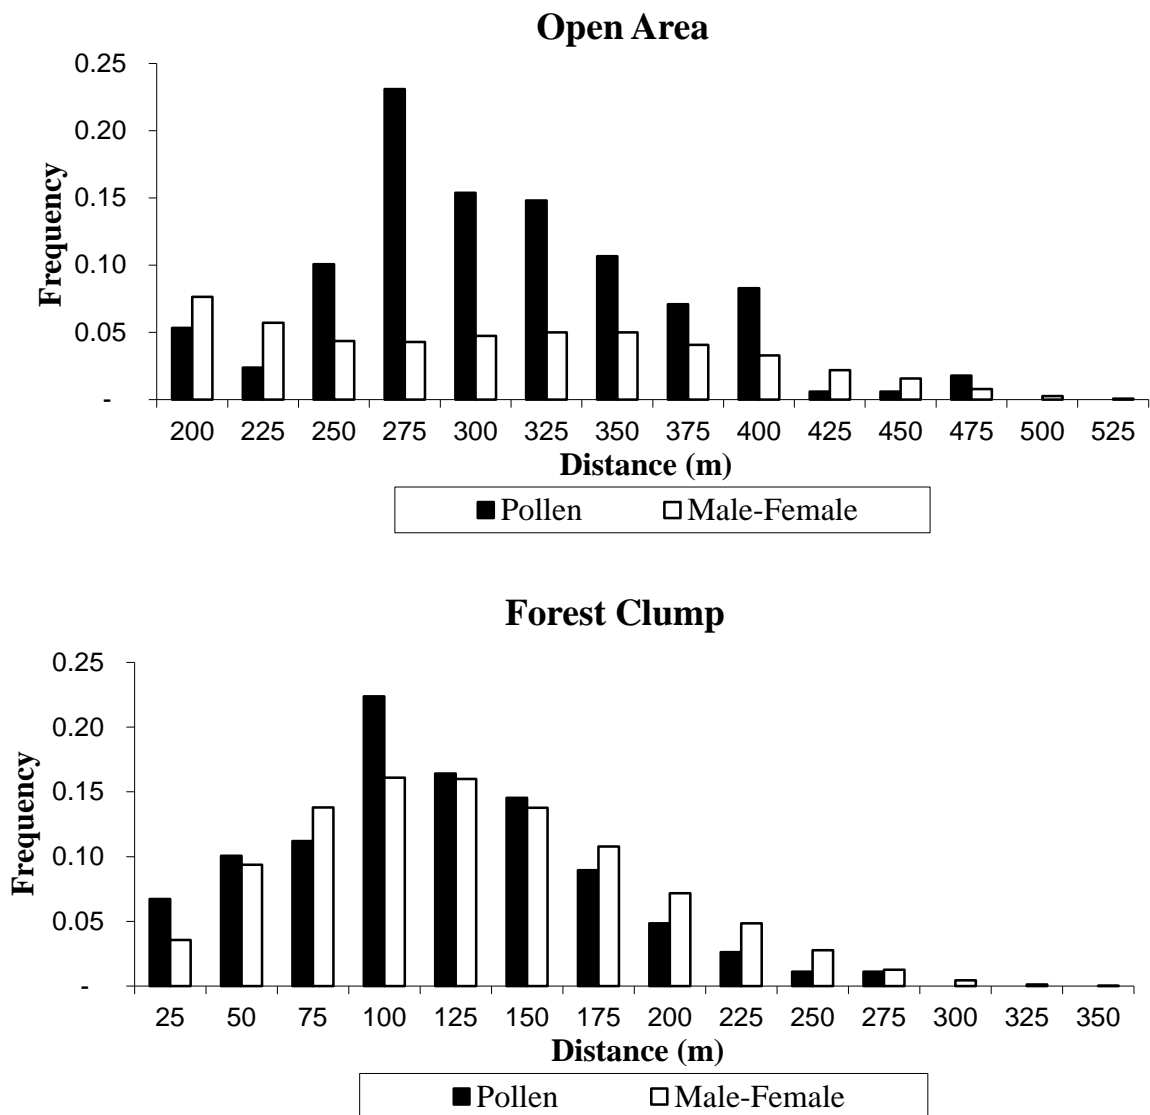 Open Area
0.25
0.20
0.15
0.10
0.05
-
Frequency
200 225 250 275 300 325 350 375 400 425 450 475 500 525
Distance (m)
Pollen Male-Female
Forest Clump
0.25
0.20
0.15
0.10
0.05
-
Frequency
25 50 75 100 125 150 175 200 225 250 275 300 325 350
Distance (m)
Pollen Male-Female